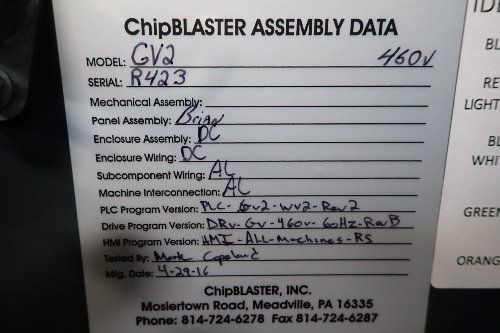 ChipBLASTER ASSEMBLY DATA
MODEL: GV2 460V
SERIAL: R423
Mechanical Assembly:
Panel Assembly: Brian
Enclosure Assembly: DC
Enclosure Wiring: DC
Subcomponent Wiring: AL
Machine Interconnection: AL
PLC Program Version: PLC-GV2-WV2-Rev2
Drive Program Version: DRV-GV-460V-60Hz-RevB
HMI Program Version: HMI-ALL-Machines-R5
Tested By: Mark Copeland
Mfg. Date: 4-29-16
ChipBLASTER, INC.
Mosiertown Road, Meadville, PA 16335
Phone: 814-724-6278 Fax 814-724-6287
IDE
BL
RE
LIGHT
BL
WHI
GREEN
ORANG